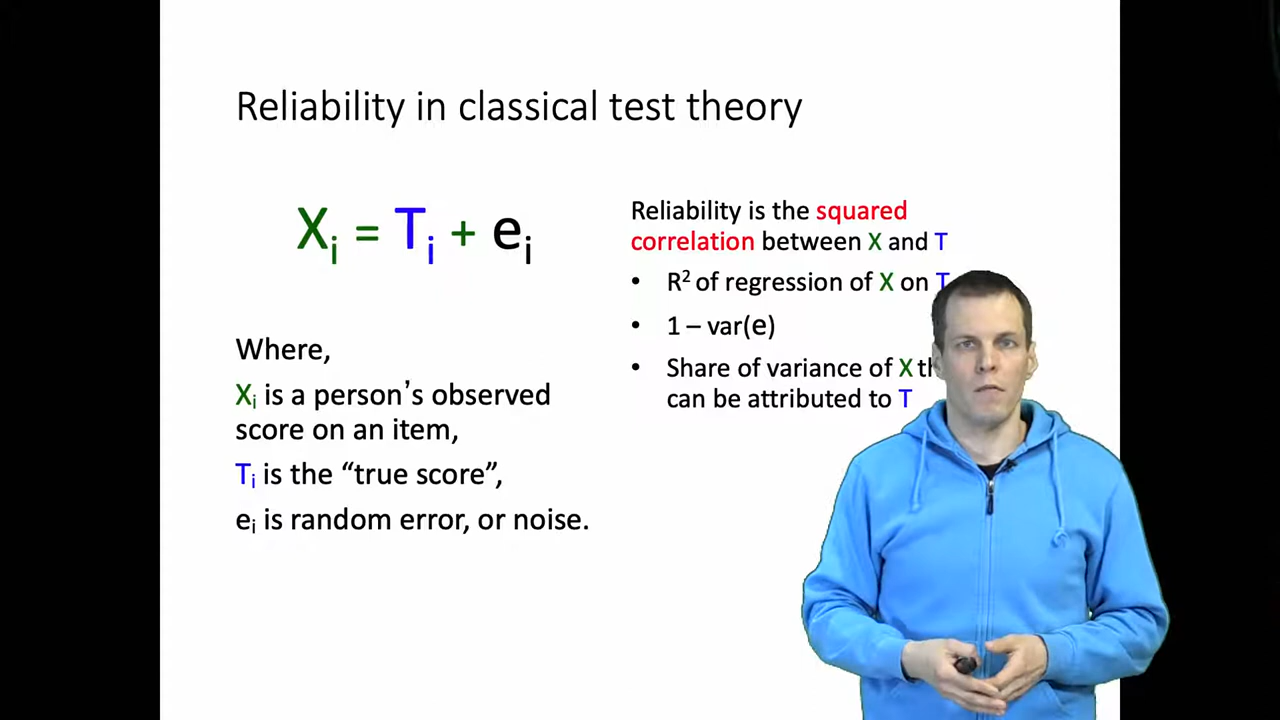 Reliability in classical test theory
Xi = Ti + ei
Where,
Xi is a person’s observed
score on an item,
Ti is the “true score”,
ei is random error, or noise.
Reliability is the squared
correlation between X and T
• R² of regression of X on T
• 1 – var(e)
• Share of variance of X
can be attributed to T